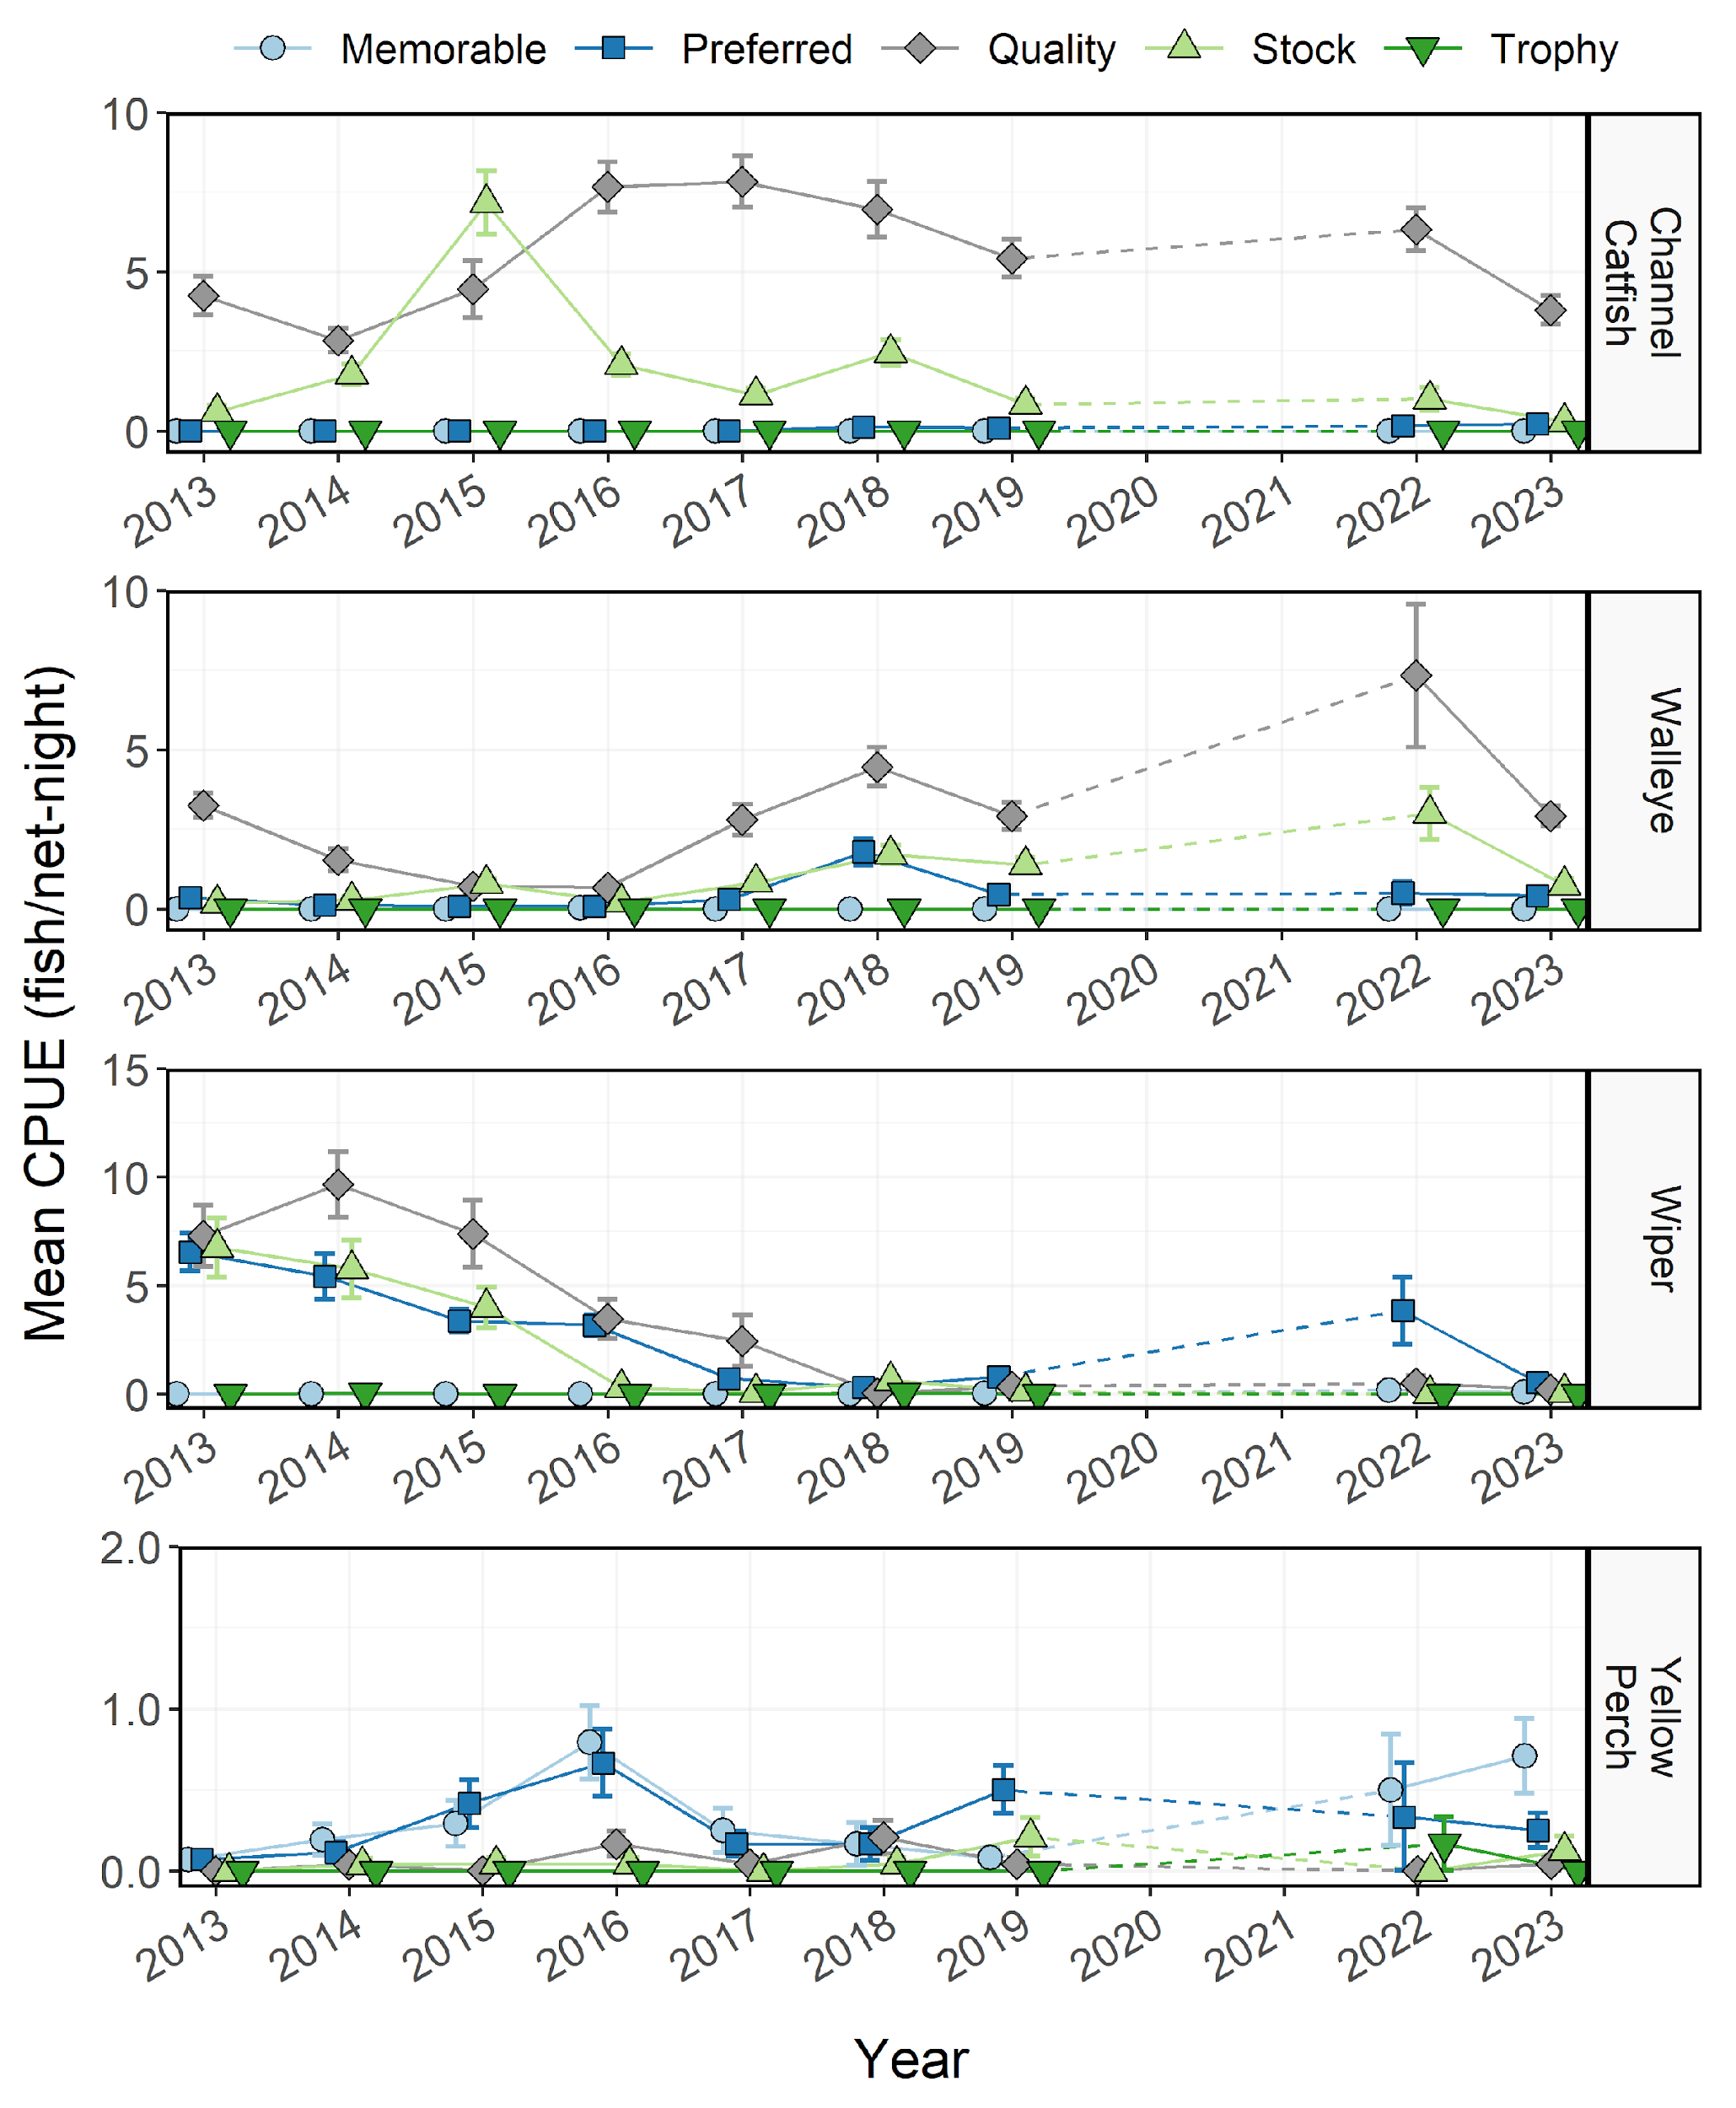 Memorable Preferred Quality Stock Trophy
Mean CPUE (fish/net-night)
10
5
0
Channel
Catfish
2013 2014 2015 2016 2017 2018 2019 2020 2021 2022 2023
10
5
0
Walleye
2013 2014 2015 2016 2017 2018 2019 2020 2021 2022 2023
15
10
5
0
Wiper
2013 2014 2015 2016 2017 2018 2019 2020 2021 2022 2023
2.0
1.0
0.0
Yellow
Perch
2013 2014 2015 2016 2017 2018 2019 2020 2021 2022 2023
Year